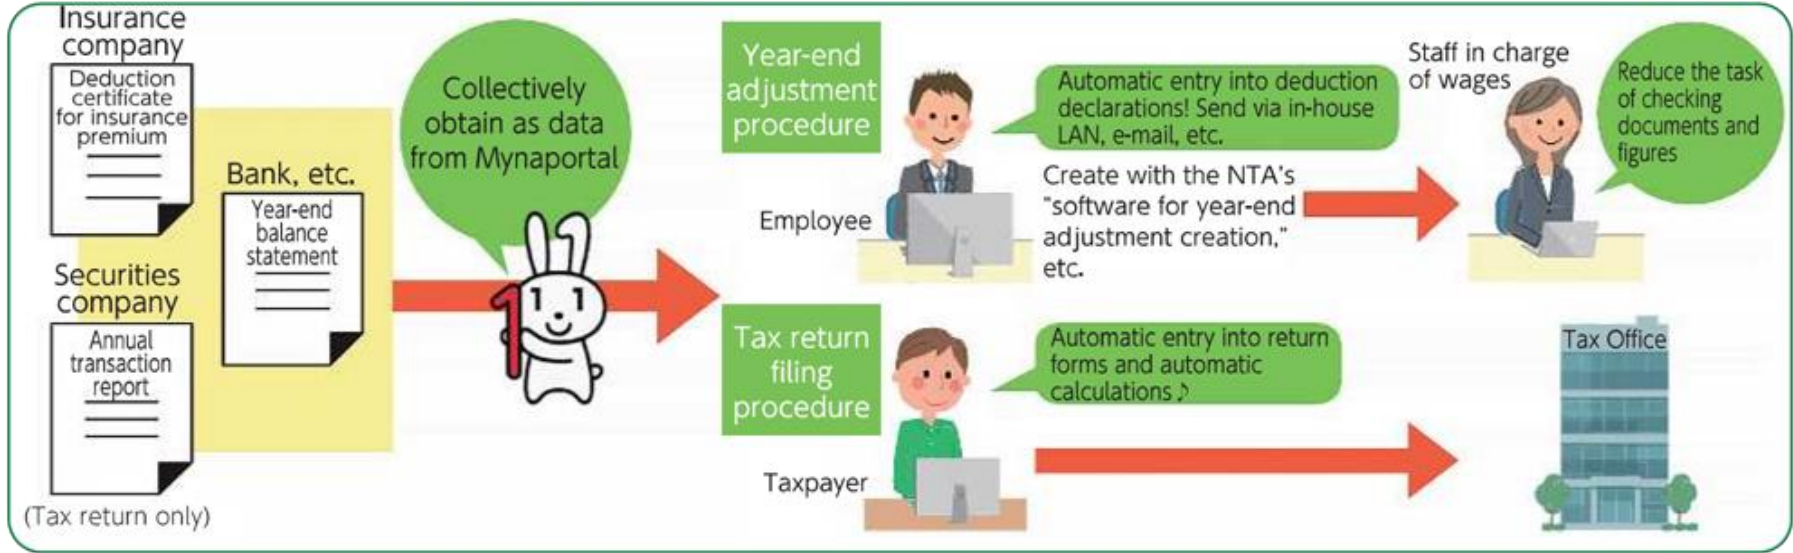 Insurance
company
Deduction
certificate
for insurance
premium
Bank, etc.
Year-end
balance
statement
Securities
company
Annual
transaction
report
(Tax return only)
Collectively
obtain as data
from Mynaportal
1
1 1
Year-end
adjustment
procedure
Employee
Automatic entry into deduction
declarations! Send via in-house
LAN, e-mail, etc.
Create with the NTA's
"software for year-end
adjustment creation,"
etc.
Staff in charge
of wages
Reduce the task
of checking
documents and
figures
Tax return
filing
procedure
Taxpayer
Automatic entry into return
forms and automatic
calculations♪
Tax Office